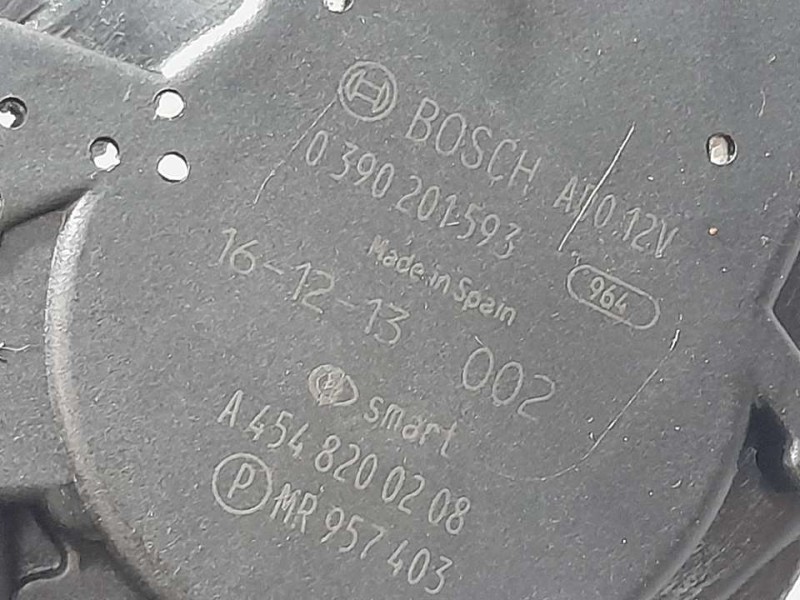 BOSCH AI 0.12V
0 390 201 593
Made in Spain
964
16-12-13 002
smart
A 454 820 02 08
P MR 957 403